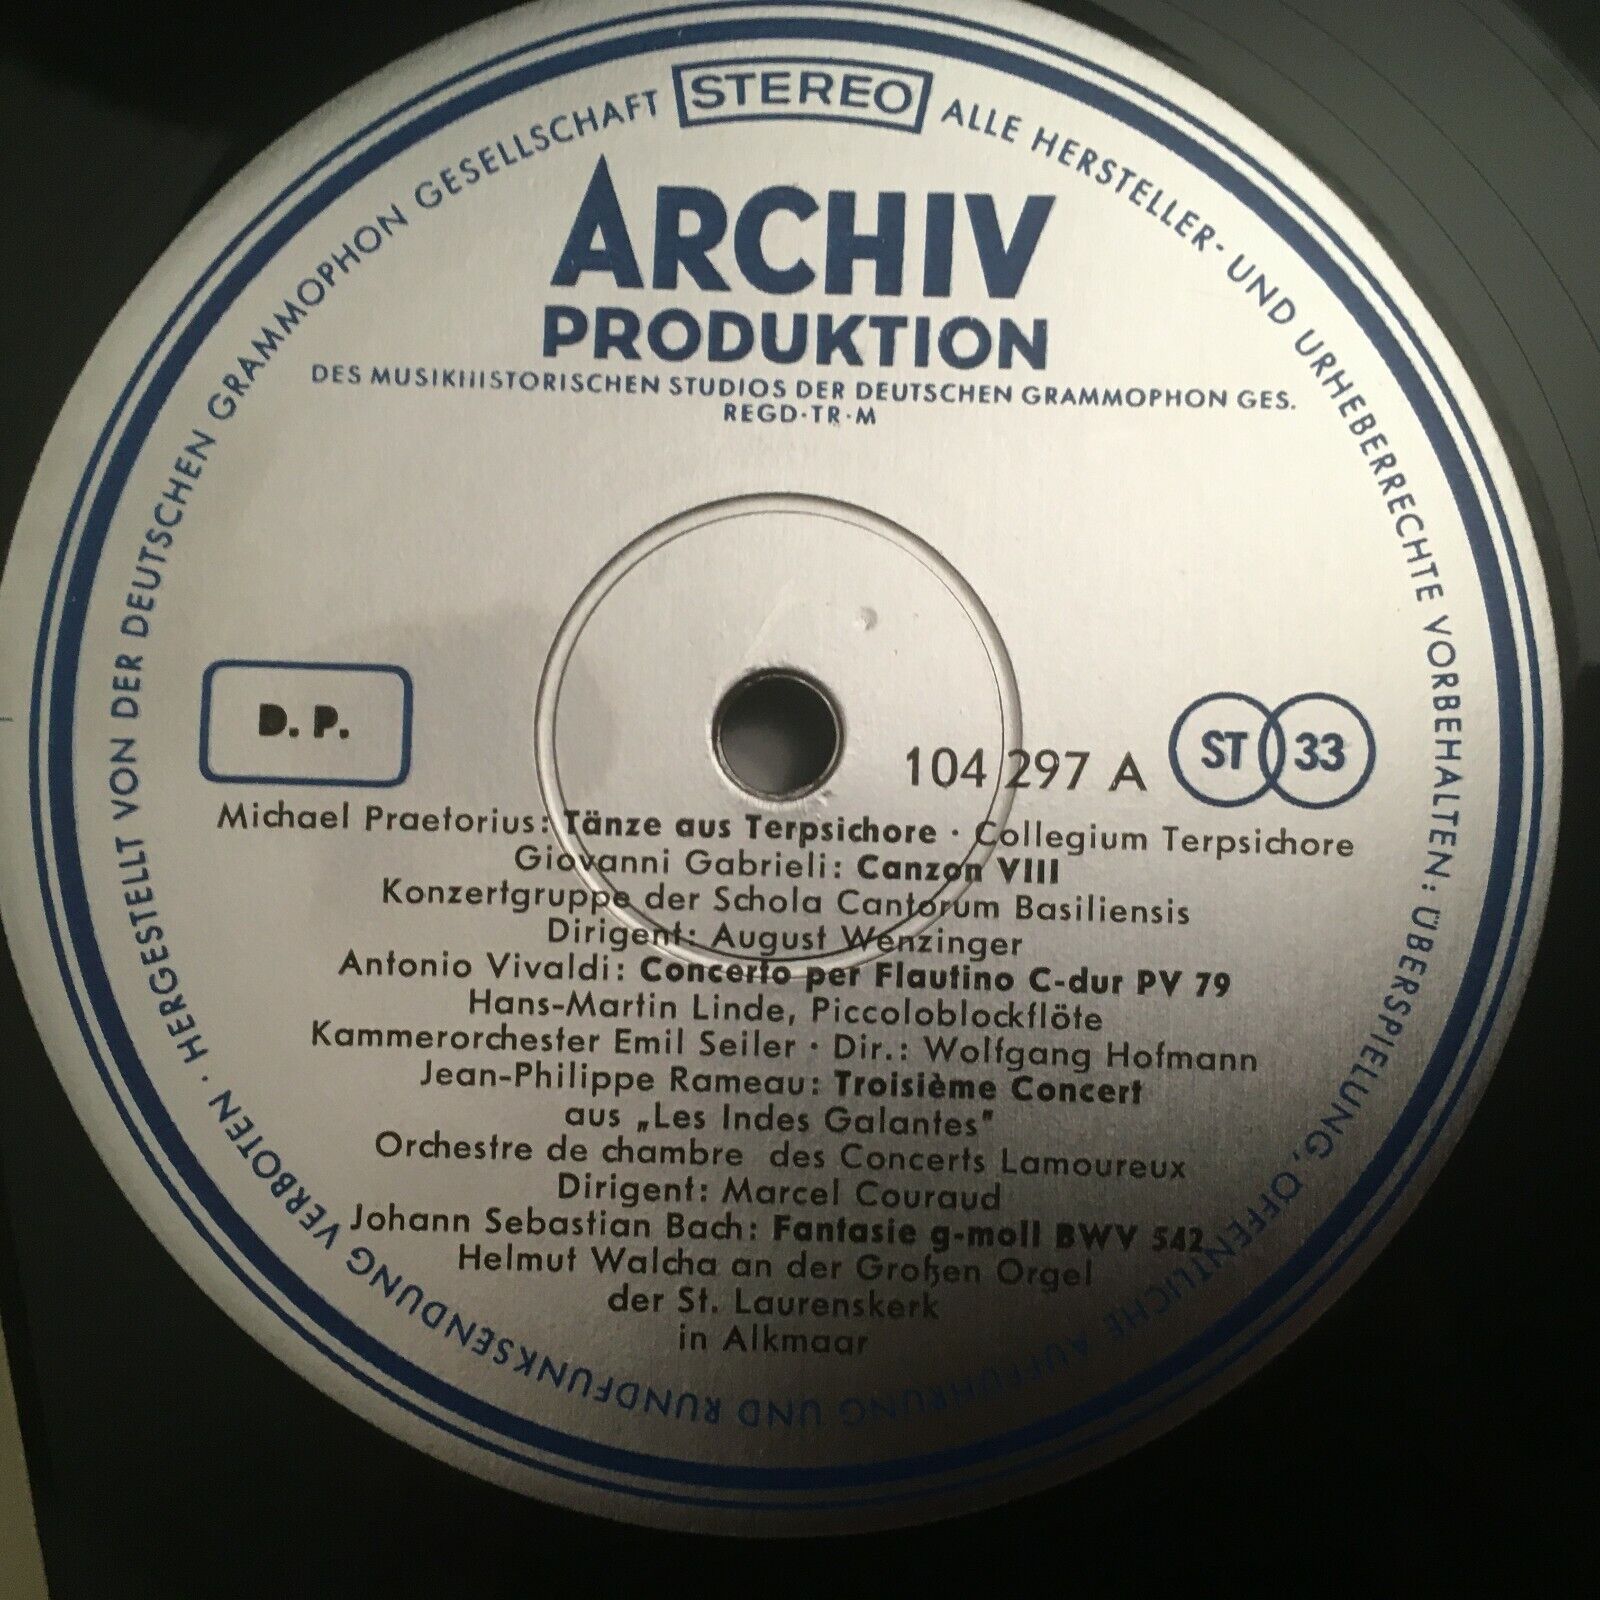 STEREO
HERGESTELLT VON DER DEUTSCHEN GRAMMOPHON GESELLSCHAFT
ALLE HERSTELLER- UND URHEBERRECHTE VORBEHALTEN: ÜBERSPIELUNG, ÖFFENTLICHE AUFFÜHRUNG UND RUNDFUNKSENDUNG VERBOTEN ·
ARCHIV
PRODUKTION
DES MUSIKHISTORISCHEN STUDIOS DER DEUTSCHEN GRAMMOPHON GES.
REGD·TR·M
D. P.
104 297 A
ST 33
Michael Praetorius: Tänze aus Terpsichore · Collegium Terpsichore
Giovanni Gabrieli: Canzon VIII
Konzertgruppe der Schola Cantorum Basiliensis
Dirigent: August Wenzinger
Antonio Vivaldi: Concerto per Flautino C-dur PV 79
Hans-Martin Linde, Piccoloblockflöte
Kammerorchester Emil Seiler · Dir.: Wolfgang Hofmann
Jean-Philippe Rameau: Troisième Concert
aus „Les Indes Galantes"
Orchestre de chambre des Concerts Lamoureux
Dirigent: Marcel Couraud
Johann Sebastian Bach: Fantasie g-moll BWV 542
Helmut Walcha an der Großen Orgel
der St. Laurenskerk
in Alkmaar